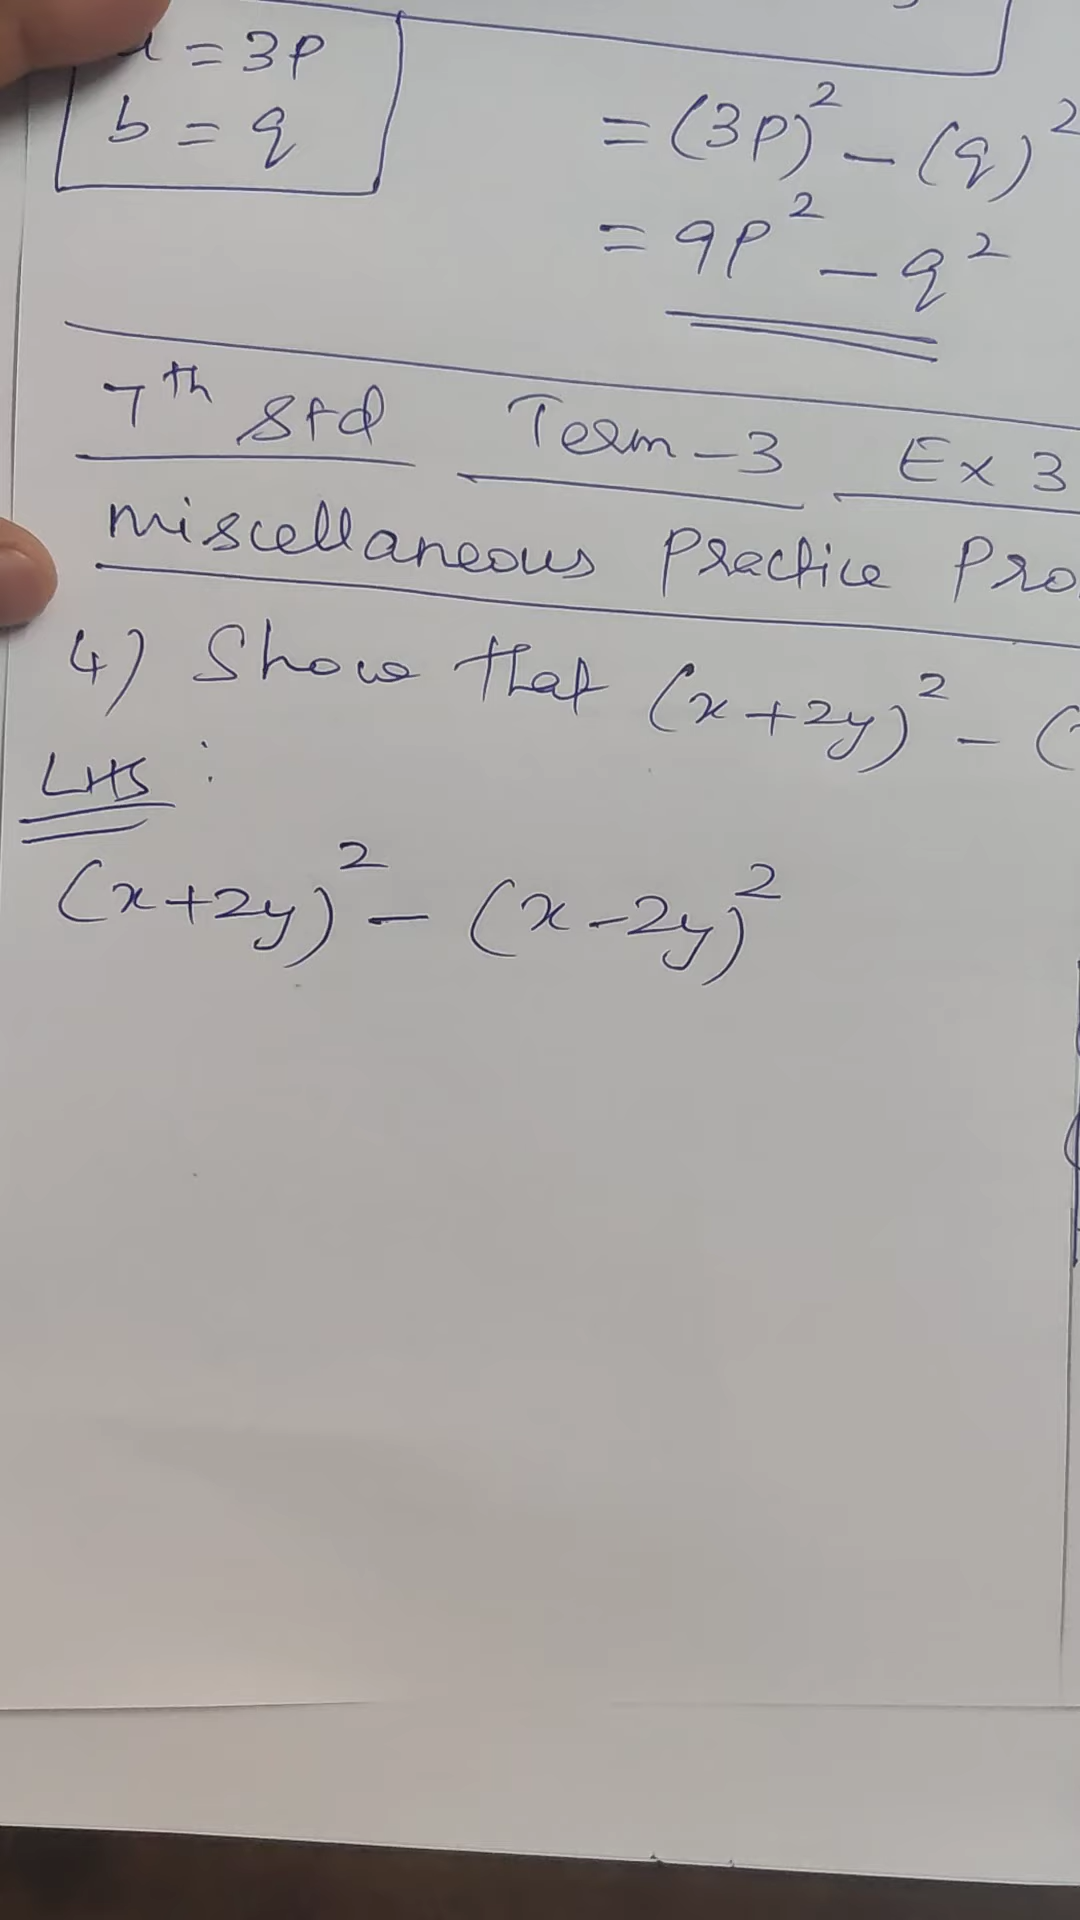 = 3p
b = q
= (3p)² - (q)²
= 9p² - q²
7th std Term-3 Ex 3
miscellaneous Practice
4) Show that (x+2y)² - (
LHS :
(x+2y)² - (x-2y)²